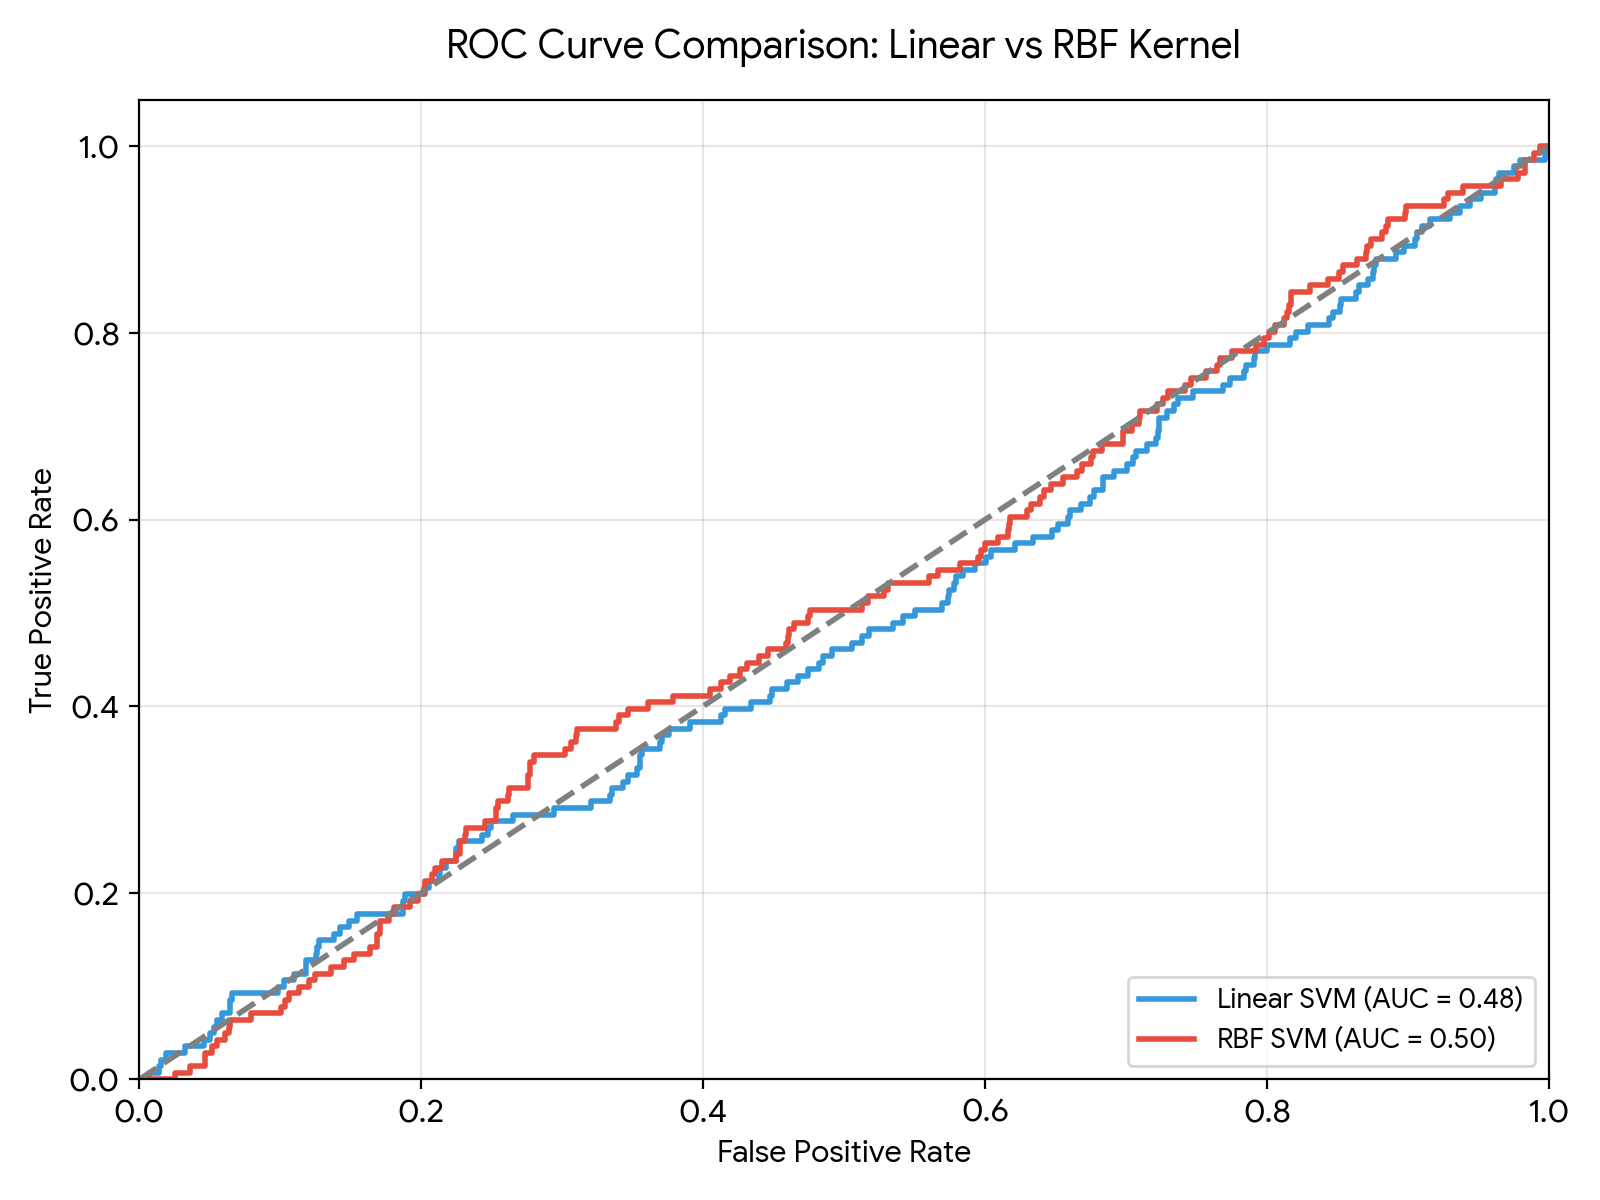 ROC Curve Comparison: Linear vs RBF Kernel
True Positive Rate
1.0
0.8
0.6
0.4
0.2
0.0
0.0 0.2 0.4 0.6 0.8 1.0
False Positive Rate
Linear SVM (AUC = 0.48)
RBF SVM (AUC = 0.50)